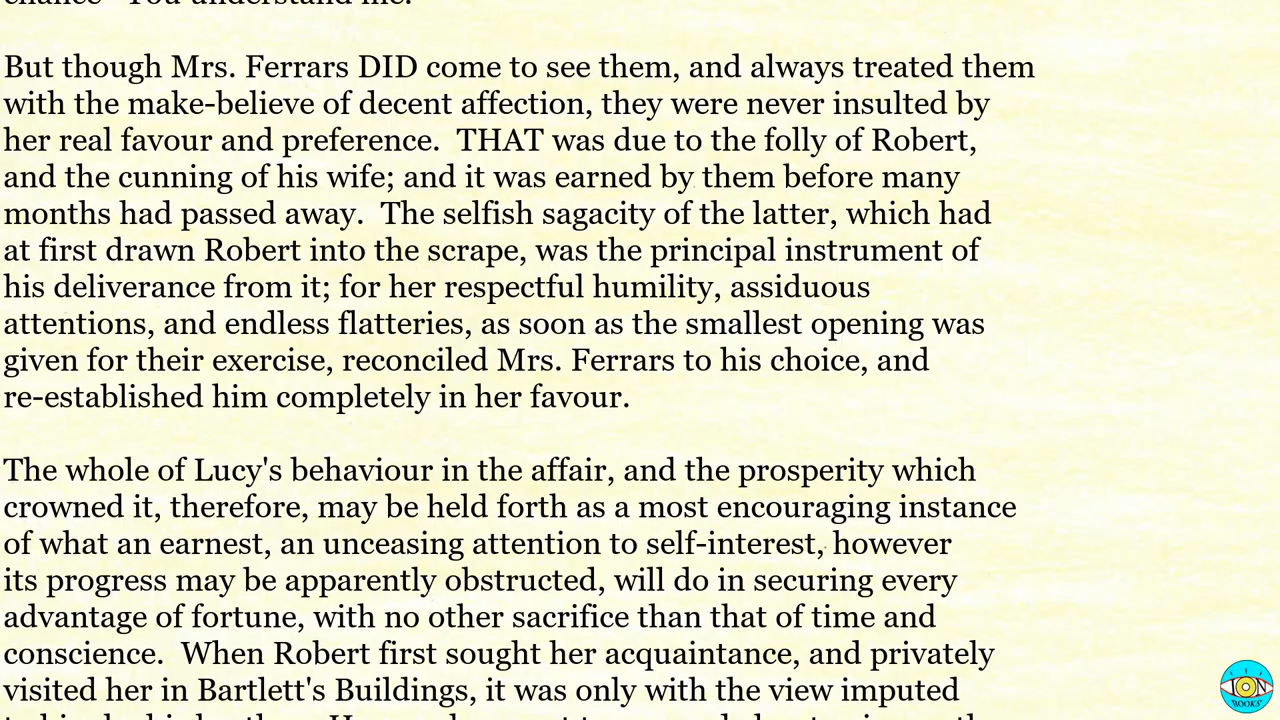 But though Mrs. Ferrars DID come to see them, and always treated them
with the make-believe of decent affection, they were never insulted by
her real favour and preference.  THAT was due to the folly of Robert,
and the cunning of his wife; and it was earned by them before many
months had passed away.  The selfish sagacity of the latter, which had
at first drawn Robert into the scrape, was the principal instrument of
his deliverance from it; for her respectful humility, assiduous
attentions, and endless flatteries, as soon as the smallest opening was
given for their exercise, reconciled Mrs. Ferrars to his choice, and
re-established him completely in her favour.
The whole of Lucy's behaviour in the affair, and the prosperity which
crowned it, therefore, may be held forth as a most encouraging instance
of what an earnest, an unceasing attention to self-interest, however
its progress may be apparently obstructed, will do in securing every
advantage of fortune, with no other sacrifice than that of time and
conscience.  When Robert first sought her acquaintance, and privately
visited her in Bartlett's Buildings, it was only with the view imputed
ION
BOOKS